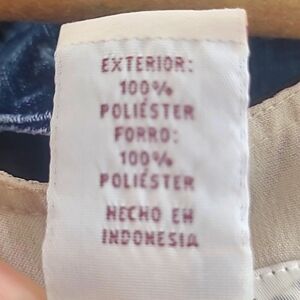 EXTERIOR:
100%
POLIÉSTER
FORRO:
100%
POLIÉSTER
HECHO EN
INDONESIA